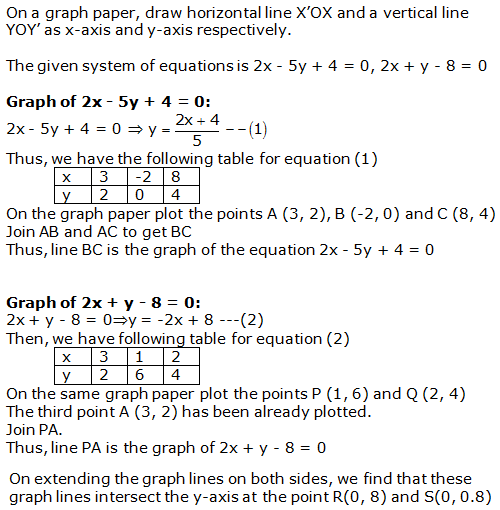 On a graph paper, draw horizontal line X'OX and a vertical line
YOY' as x-axis and y-axis respectively.
The given system of equations is 2x - 5y + 4 = 0, 2x + y - 8 = 0
Graph of 2x - 5y + 4 = 0:
2x - 5y + 4 = 0 ⇒ y = (2x + 4)/5 - - (1)
Thus, we have the following table for equation (1)
x 3 -2 8
y 2 0 4
On the graph paper plot the points A (3, 2), B (-2, 0) and C (8, 4)
Join AB and AC to get BC
Thus, line BC is the graph of the equation 2x - 5y + 4 = 0
Graph of 2x + y - 8 = 0:
2x + y - 8 = 0⇒y = -2x + 8 ---(2)
Then, we have following table for equation (2)
x 3 1 2
y 2 6 4
On the same graph paper plot the points P (1, 6) and Q (2, 4)
The third point A (3, 2) has been already plotted.
Join PA.
Thus, line PA is the graph of 2x + y - 8 = 0
On extending the graph lines on both sides, we find that these
graph lines intersect the y-axis at the point R(0, 8) and S(0, 0.8)